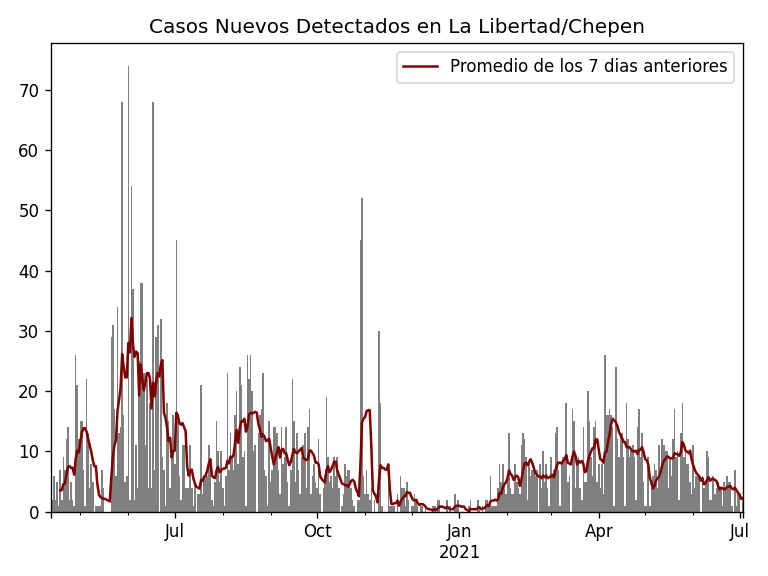 Casos Nuevos Detectados en La Libertad/Chepen
Promedio de los 7 dias anteriores
70
60
50
40
30
20
10
0
Jul
Oct
Jan
2021
Apr
Jul